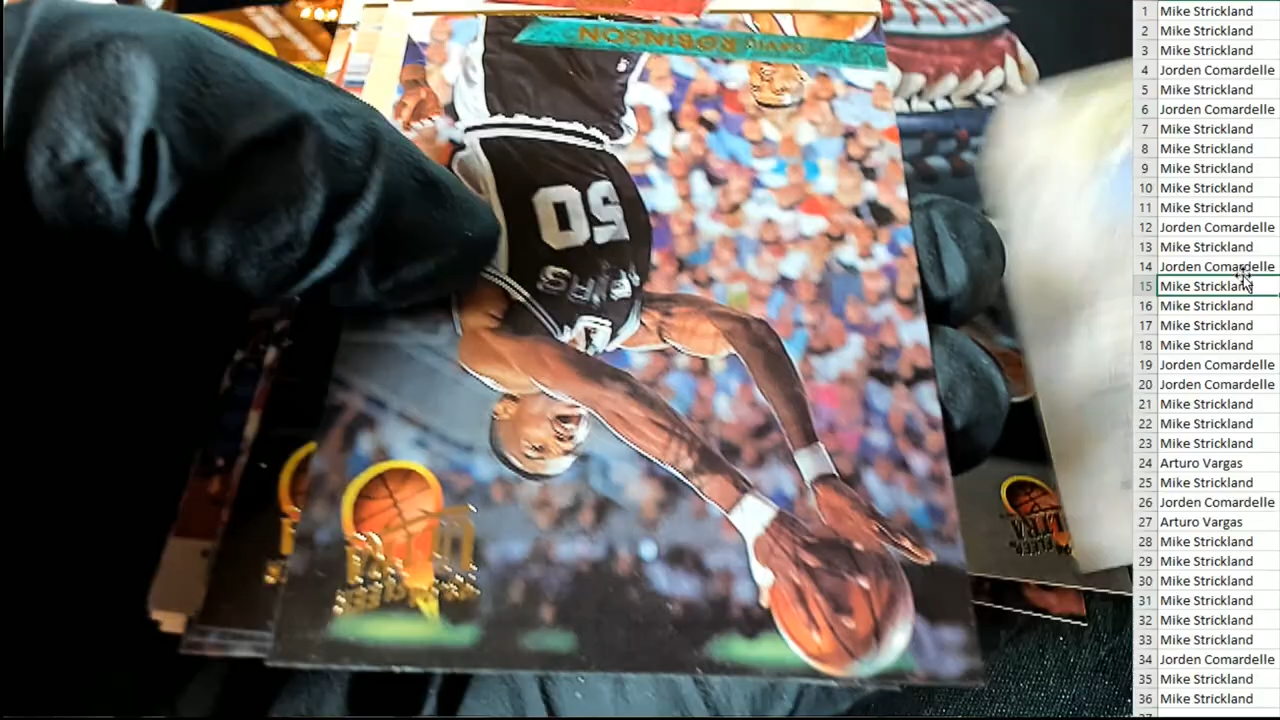 DAVID ROBINSON
50
SPURS
50
ULTRA
1 Mike Strickland
2 Mike Strickland
3 Mike Strickland
4 Jorden Comardelle
5 Mike Strickland
6 Jorden Comardelle
7 Mike Strickland
8 Mike Strickland
9 Mike Strickland
10 Mike Strickland
11 Mike Strickland
12 Jorden Comardelle
13 Mike Strickland
14 Jorden Comardelle
15 Mike Strickland
16 Mike Strickland
17 Mike Strickland
18 Mike Strickland
19 Jorden Comardelle
20 Jorden Comardelle
21 Mike Strickland
22 Mike Strickland
23 Mike Strickland
24 Arturo Vargas
25 Mike Strickland
26 Jorden Comardelle
27 Arturo Vargas
28 Mike Strickland
29 Mike Strickland
30 Mike Strickland
31 Mike Strickland
32 Mike Strickland
33 Mike Strickland
34 Jorden Comardelle
35 Mike Strickland
36 Mike Strickland